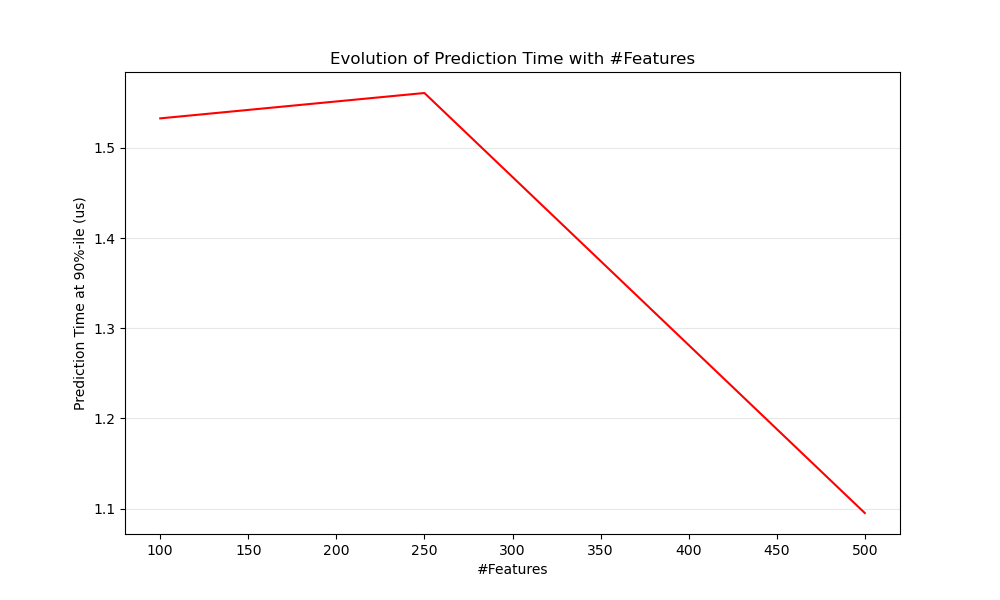 Evolution of Prediction Time with #Features
Prediction Time at 90%-ile (us)
1.5
1.4
1.3
1.2
1.1
100 150 200 250 300 350 400 450 500
#Features